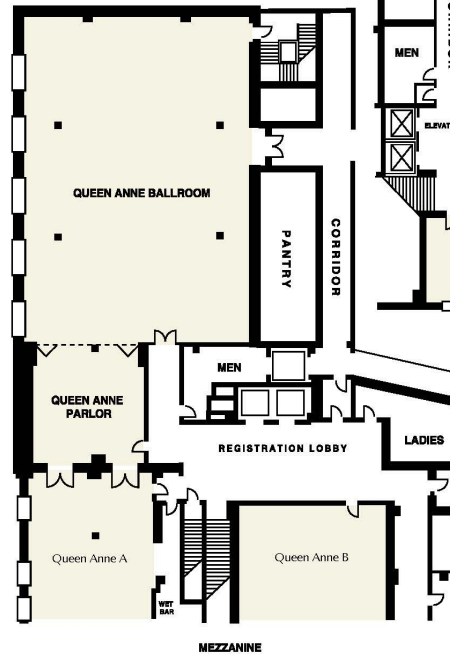 MEN
ELEVAT
QUEEN ANNE BALLROOM
PANTRY
CORRIDOR
MEN
QUEEN ANNE
PARLOR
REGISTRATION LOBBY
LADIES
Queen Anne A
Queen Anne B
WET
BAR
MEZZANINE